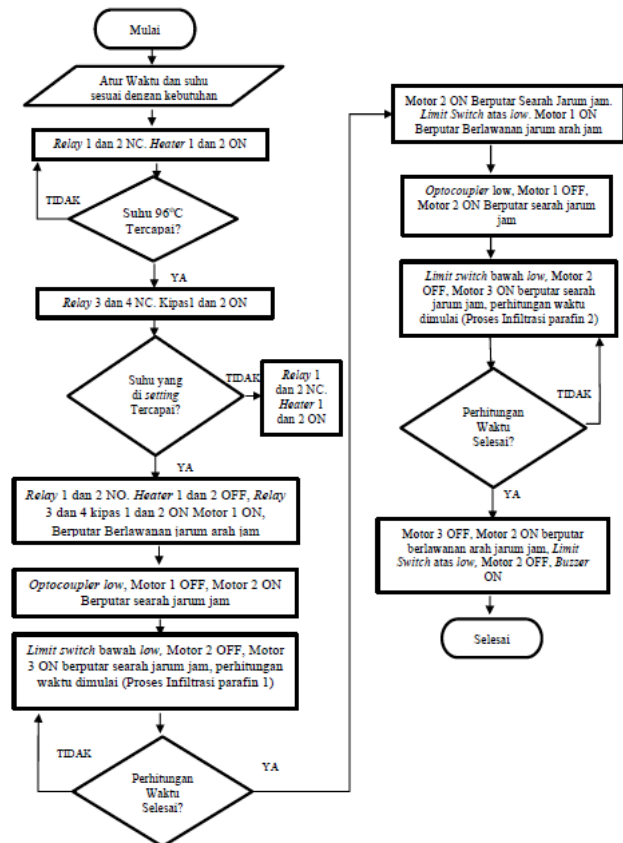 Mulai
Atur Waktu dan suhu
sesuai dengan kebutuhan
Relay 1 dan 2 NC. Heater 1 dan 2 ON
TIDAK
Suhu 96°C
Tercapai?
YA
Relay 3 dan 4 NC. Kipas1 dan 2 ON
Suhu yang
di setting
Tercapai?
TIDAK
Relay 1
dan 2 NC.
Heater 1
dan 2 ON
YA
Relay 1 dan 2 NO. Heater 1 dan 2 OFF, Relay
3 dan 4 kipas 1 dan 2 ON Motor 1 ON,
Berputar Berlawanan jarum arah jam
Optocoupler low, Motor 1 OFF, Motor 2 ON
Berputar searah jarum jam
Limit switch bawah low, Motor 2 OFF, Motor
3 ON berputar searah jarum jam, perhitungan
waktu dimulai (Proses Infiltrasi parafin 1)
TIDAK
Perhitungan
Waktu
Selesai?
YA
Motor 2 ON Berputar Searah Jarum jam.
Limit Switch atas low. Motor 1 ON
Berputar Berlawanan jarum arah jam
Optocoupler low, Motor 1 OFF,
Motor 2 ON Berputar searah jarum
jam
Limit switch bawah low, Motor 2
OFF, Motor 3 ON berputar searah
jarum jam, perhitungan waktu
dimulai (Proses Infiltrasi parafin 2)
TIDAK
Perhitungan
Waktu
Selesai?
YA
Motor 3 OFF, Motor 2 ON berputar
berlawanan arah jarum jam, Limit
Switch atas low, Motor 2 OFF, Buzzer
ON
Selesai